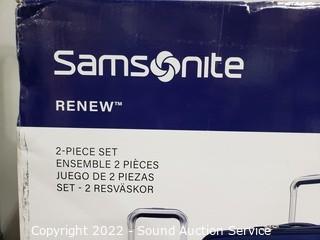 Samsonite
RENEW™
2-PIECE SET
ENSEMBLE 2 PIÈCES
JUEGO DE 2 PIEZAS
SET - 2 RESVÄSKOR
Copyright 2022 - Sound Auction Service